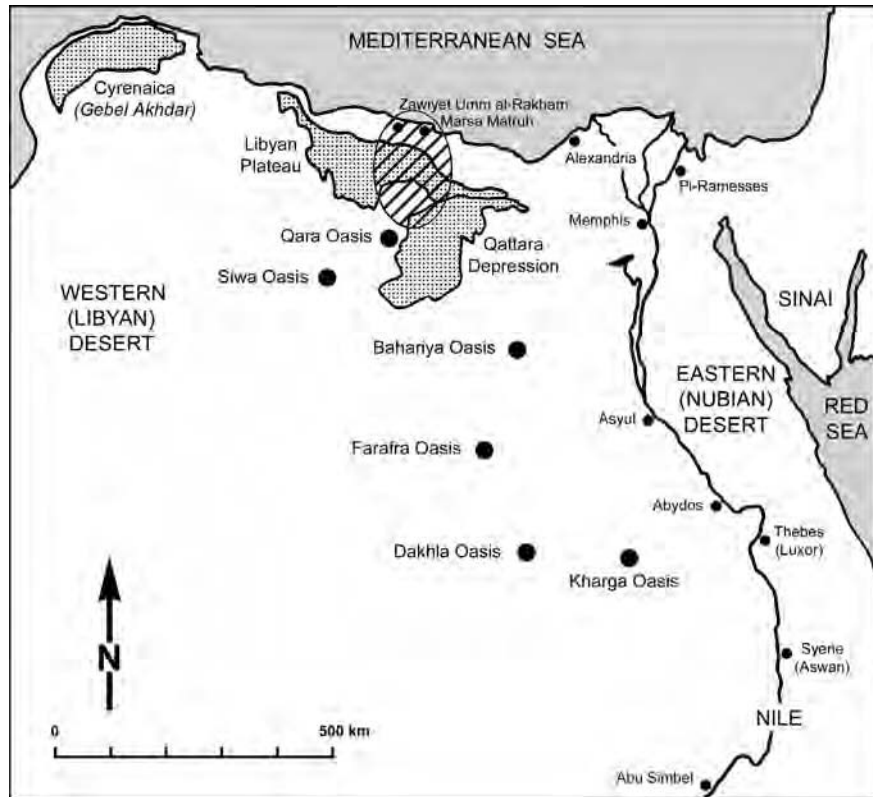 MEDITERRANEAN SEA
Cyrenaica
(Gebel Akhdar)
Zawiyet Umm al-Rakham
Marsa Matruh
Libyan
Plateau
Alexandria
Pi-Ramesses
Memphis
Qara Oasis
Qattara
Depression
Siwa Oasis
SINAI
WESTERN
(LIBYAN)
DESERT
Bahariya Oasis
EASTERN
(NUBIAN)
DESERT
RED
SEA
Asyut
Farafra Oasis
Abydos
Thebes
(Luxor)
Dakhla Oasis
Kharga Oasis
N
Syene
(Aswan)
0
500 km
NILE
Abu Simbel